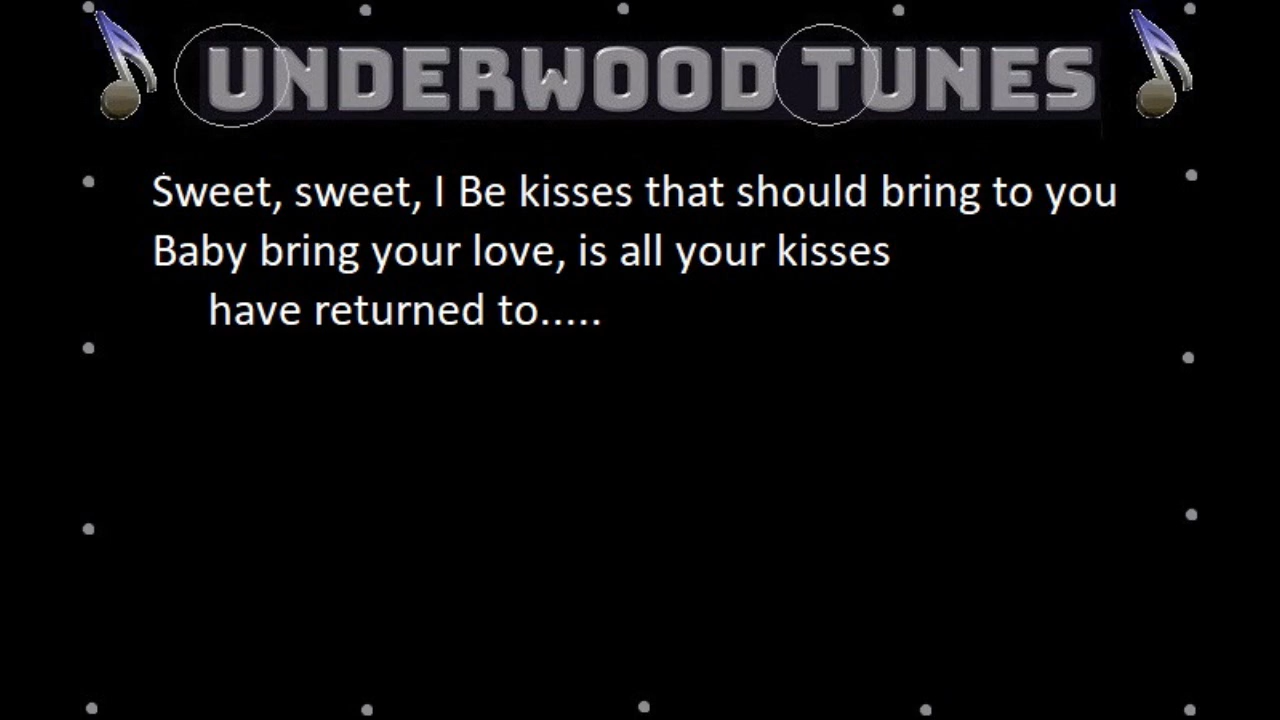 UNDERWOOD TUNES
Sweet, sweet, I Be kisses that should bring to you
Baby bring your love, is all your kisses
have returned to.....